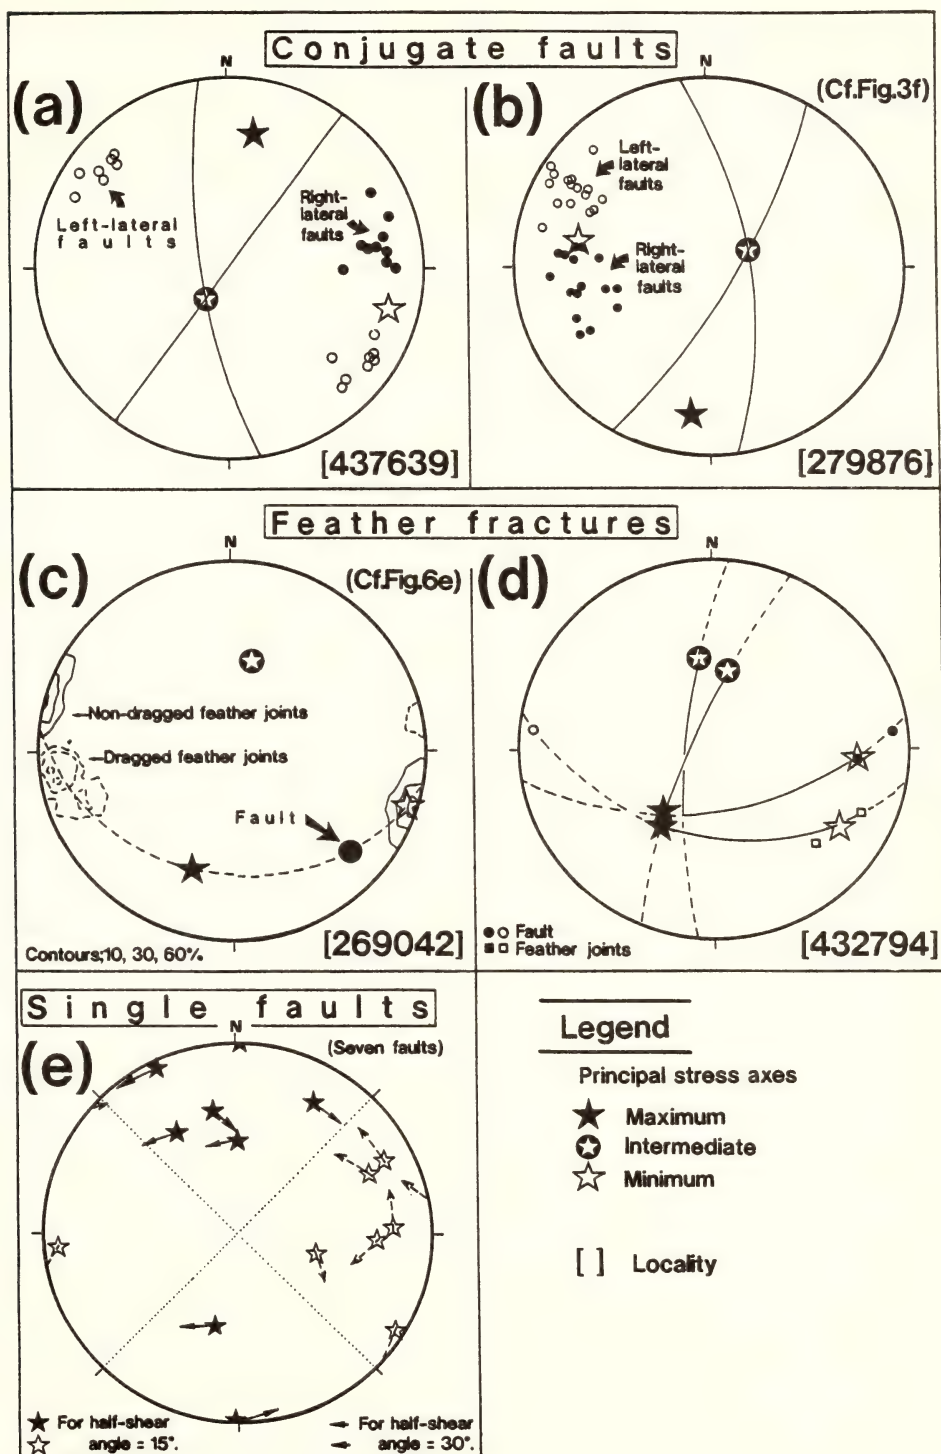 Conjugate faults
(a)
N
Left-lateral
faults
Right-
lateral
faults
[437639]
(b)
N
(Cf.Fig.3f)
Left-
lateral
faults
Right-
lateral
faults
[279876}
Feather fractures
(c)
N
(Cf.Fig.6e)
Non-dragged feather joints
Dragged feather joints
Fault
Contours;10, 30, 60%
[269042]
(d)
N
Fault
Feather joints
[432794]
Single faults
(e)
N
(Seven faults)
For half-shear
angle = 15°.
For half-shear
angle = 30°.
Legend
Principal stress axes
Maximum
Intermediate
Minimum
[ ] Locality